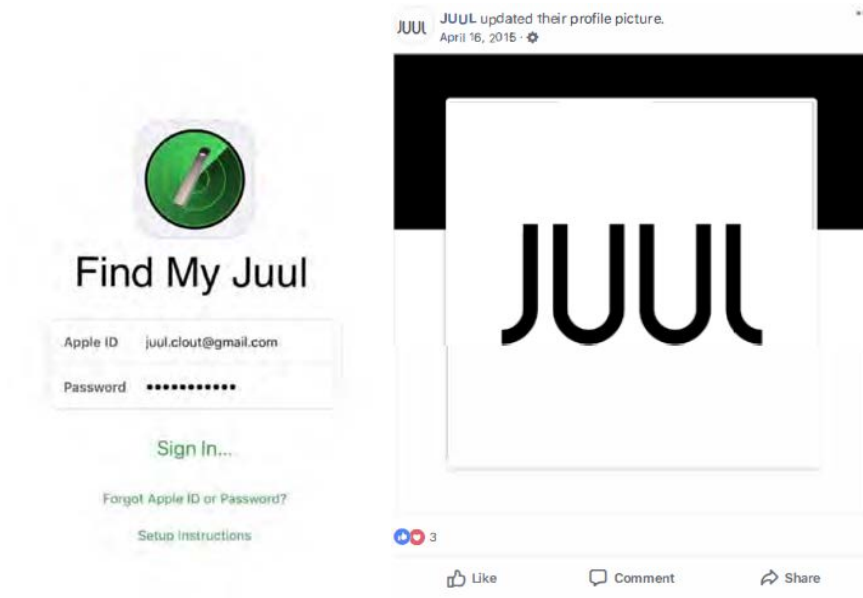 Find My Juul
Apple ID juul.clout@gmail.com
Password •••••••••••
Sign In...
Forgot Apple ID or Password?
Setup Instructions
JUUL
JUUL updated their profile picture.
April 16, 2015 ·
JUUL
3
Like Comment Share